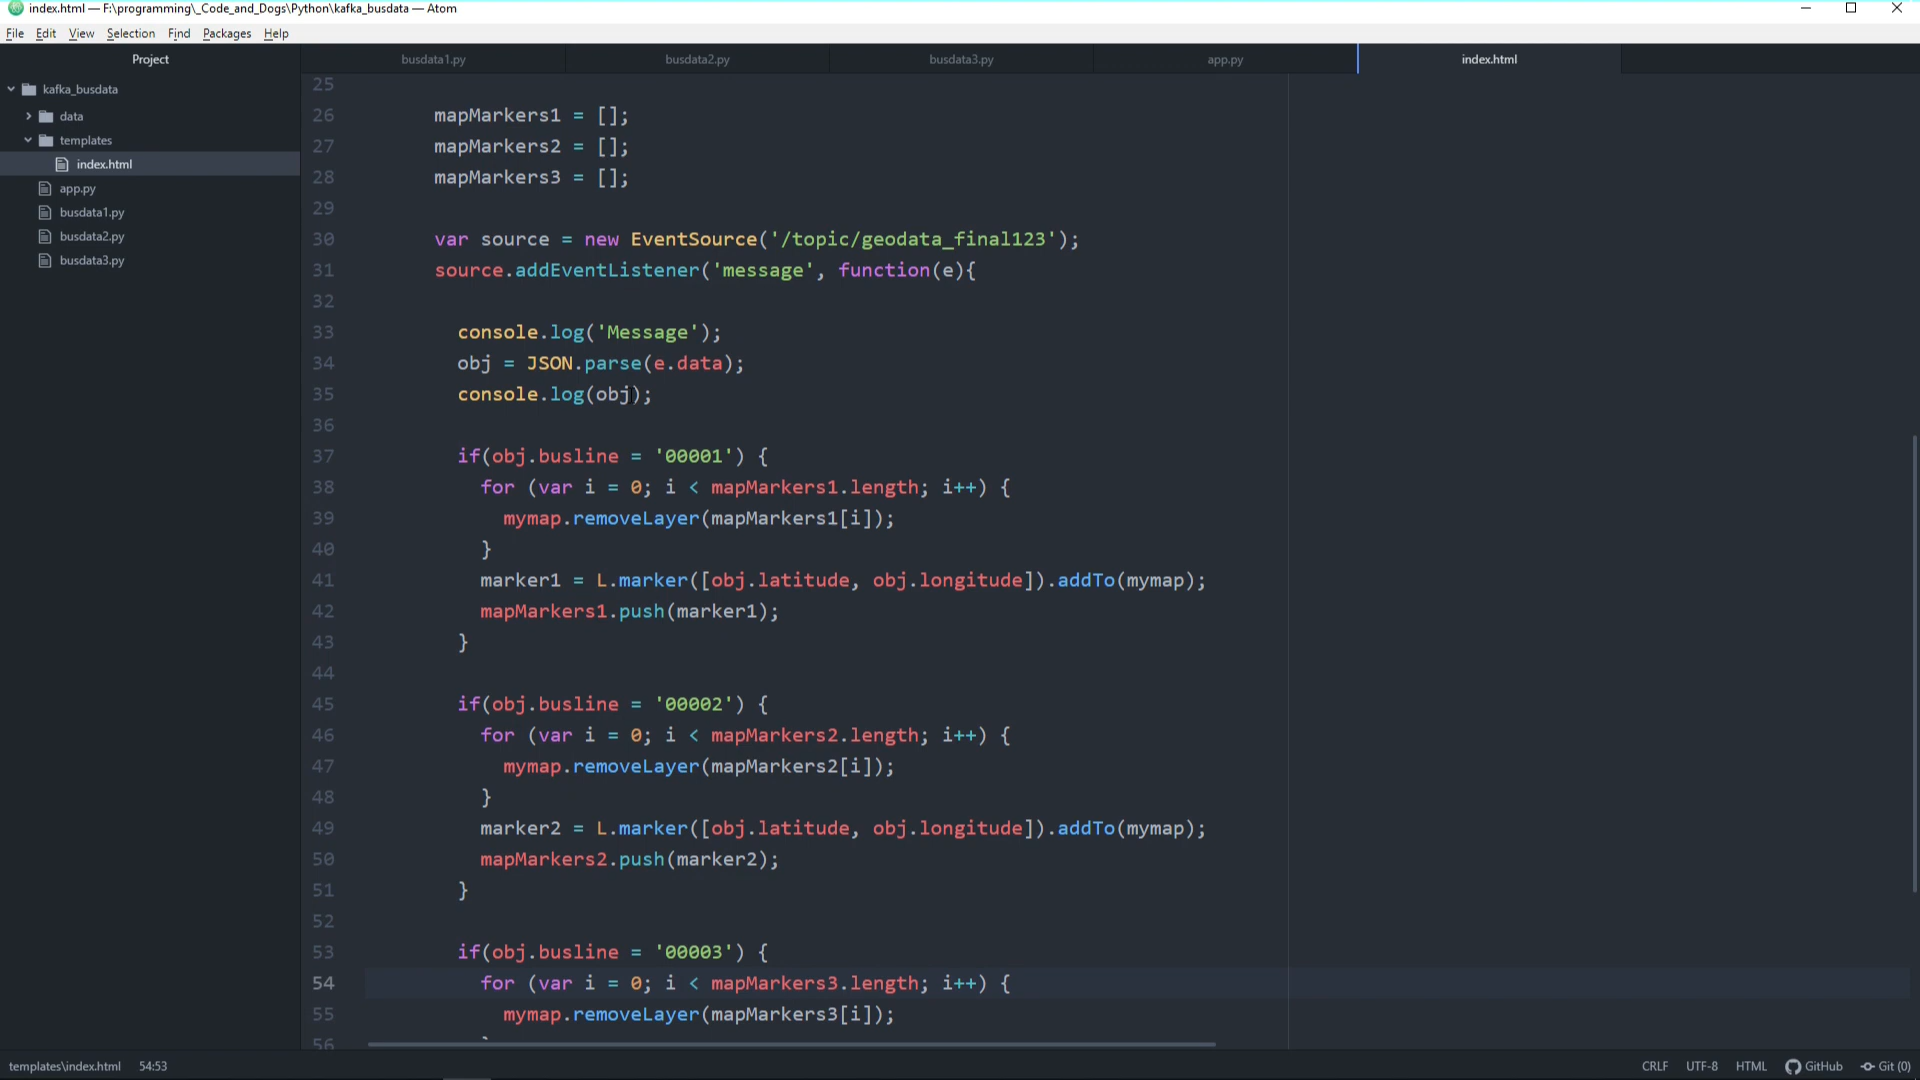 index.html — F:\programming\_Code_and_Dogs\Python\kafka_busdata — Atom
File Edit View Selection Find Packages Help
Project
busdata1.py busdata2.py busdata3.py app.py index.html
kafka_busdata
data
templates
index.html
app.py
busdata1.py
busdata2.py
busdata3.py
25
26 mapMarkers1 = [];
27 mapMarkers2 = [];
28 mapMarkers3 = [];
29
30 var source = new EventSource('/topic/geodata_final123');
31 source.addEventListener('message', function(e){
32
33 console.log('Message');
34 obj = JSON.parse(e.data);
35 console.log(obj);
36
37 if(obj.busline = '00001') {
38 for (var i = 0; i < mapMarkers1.length; i++) {
39 mymap.removeLayer(mapMarkers1[i]);
40 }
41 marker1 = L.marker([obj.latitude, obj.longitude]).addTo(mymap);
42 mapMarkers1.push(marker1);
43 }
44
45 if(obj.busline = '00002') {
46 for (var i = 0; i < mapMarkers2.length; i++) {
47 mymap.removeLayer(mapMarkers2[i]);
48 }
49 marker2 = L.marker([obj.latitude, obj.longitude]).addTo(mymap);
50 mapMarkers2.push(marker2);
51 }
52
53 if(obj.busline = '00003') {
54 for (var i = 0; i < mapMarkers3.length; i++) {
55 mymap.removeLayer(mapMarkers3[i]);
56
templates\index.html 54:53 CRLF UTF-8 HTML GitHub Git (0)